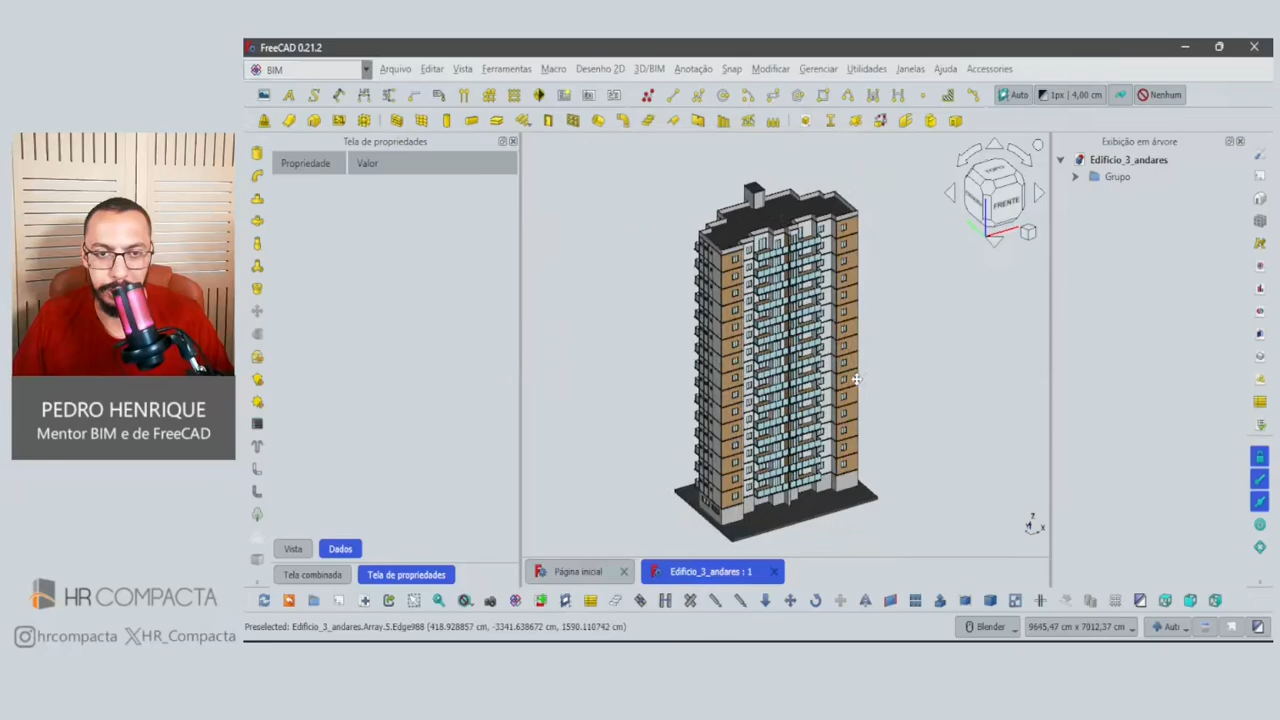 FreeCAD 0.21.2
BIM
Arquivo Editar Vista Ferramentas Macro Desenho 2D 3D/BIM Anotação Snap Modificar Gerenciar Utilidades Janelas Ajuda Accessories
Auto 1px | 4,00 cm Nenhum
Tela de propriedades
Propriedade Valor
Exibição em árvore
Edificio_3_andares
Grupo
TOPO
FRENTE
Z
X
PEDRO HENRIQUE
Mentor BIM e de FreeCAD
Vista Dados
Tela combinada Tela de propriedades
Página inicial Edificio_3_andares : 1
HR COMPACTA
hrcompacta HR_Compacta
Preselected: Edificio_3_andares.Array.5.Edge988 (418.928857 cm, -3341.638672 cm, 1590.110742 cm)
Blender 9645,47 cm x 7012,37 cm Aut